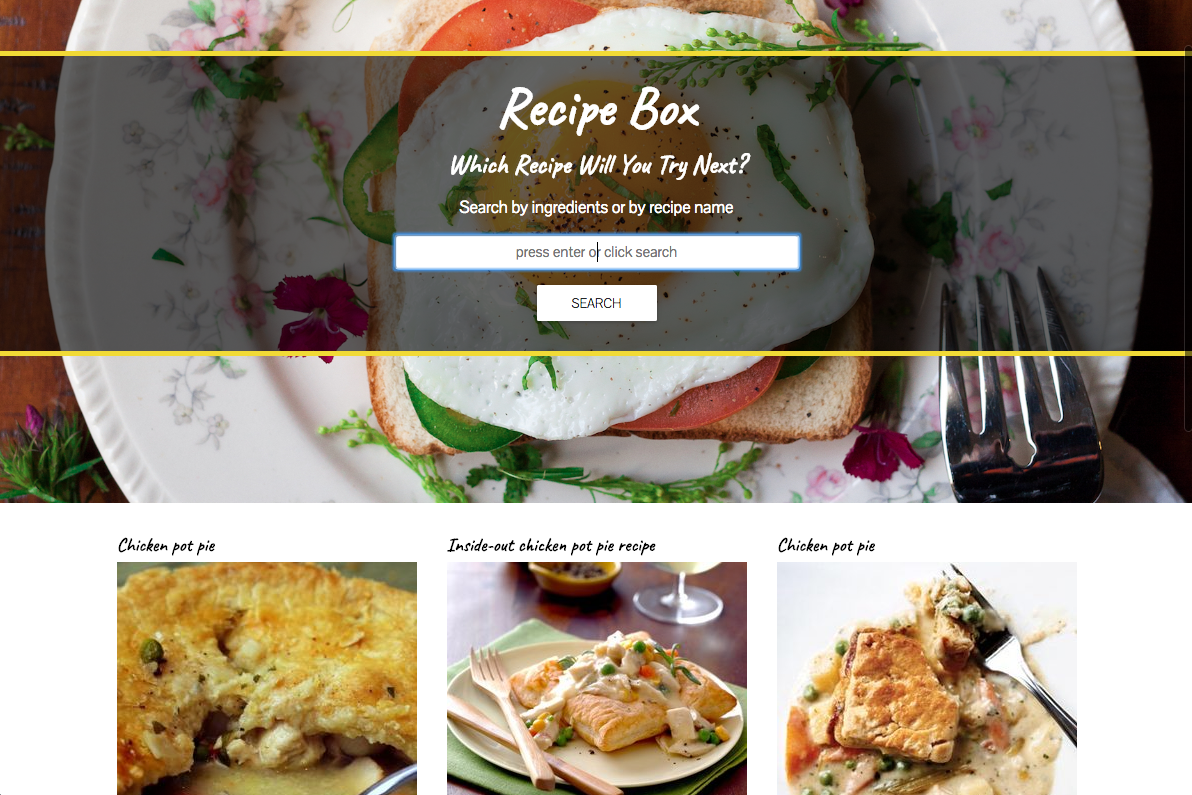 Recipe Box
Which Recipe Will You Try Next?
Search by ingredients or by recipe name
press enter or click search
SEARCH
Chicken pot pie
Inside-out chicken pot pie recipe
Chicken pot pie